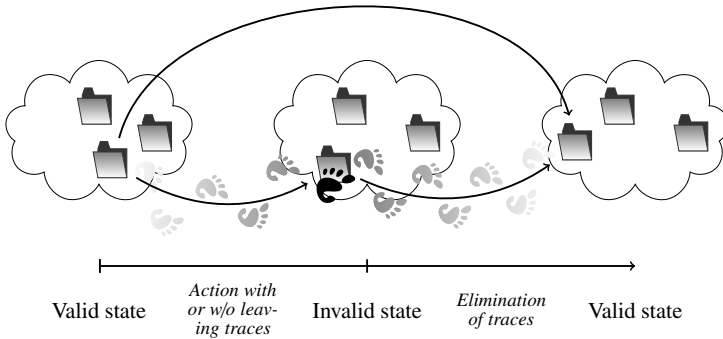 Valid state
Action with
or w/o leav-
ing traces
Invalid state
Elimination
of traces
Valid state